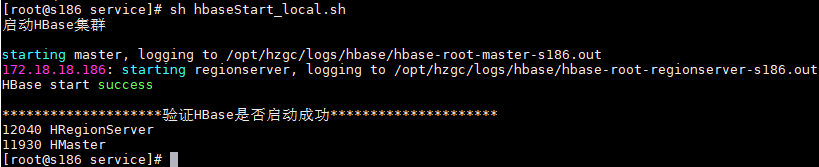 [root@s186 service]# sh hbaseStart_local.sh
启动HBase集群
starting master, logging to /opt/hzgc/logs/hbase/hbase-root-master-s186.out
172.18.18.186: starting regionserver, logging to /opt/hzgc/logs/hbase/hbase-root-regionserver-s186.out
HBase start success
********************验证HBase是否启动成功*********************
12040 HRegionServer
11930 HMaster
[root@s186 service]#